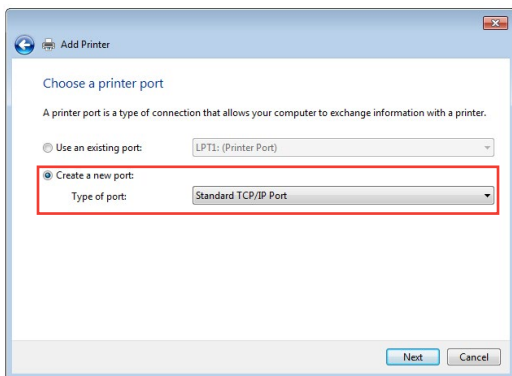 Add Printer
Choose a printer port
A printer port is a type of connection that allows your computer to exchange information with a printer.
Use an existing port: LPT1: (Printer Port)
Create a new port:
Type of port: Standard TCP/IP Port
Next Cancel